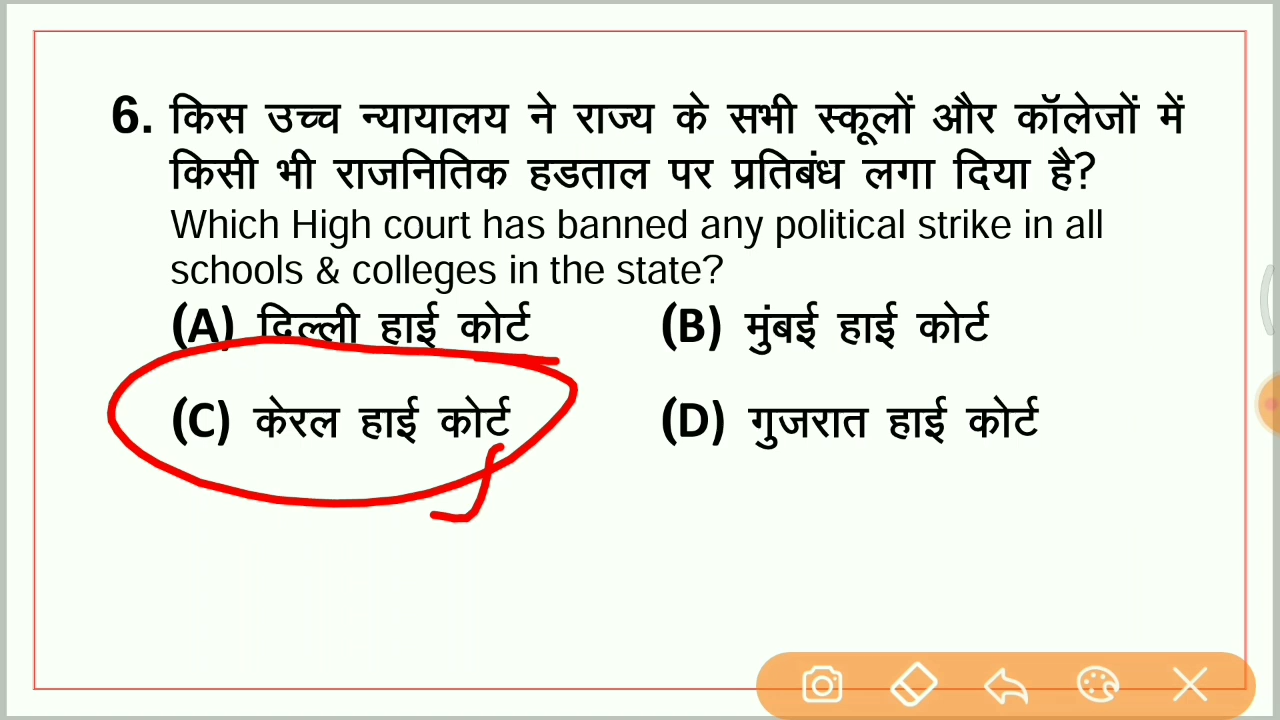 6. किस उच्च न्यायालय ने राज्य के सभी स्कूलों और कॉलेजों में
किसी भी राजनितिक हडताल पर प्रतिबंध लगा दिया है?
Which High court has banned any political strike in all
schools & colleges in the state?
(A) दिल्ली हाई कोर्ट (B) मुंबई हाई कोर्ट
(C) केरल हाई कोर्ट (D) गुजरात हाई कोर्ट